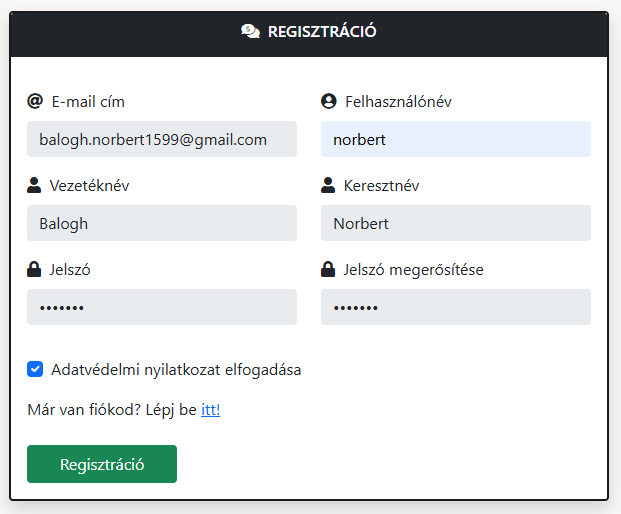 REGISZTRÁCIÓ
E-mail cím
Felhasználónév
balogh.norbert1599@gmail.com
norbert
Vezetéknév
Keresztnév
Balogh
Norbert
Jelszó
Jelszó megerősítése
•••••••
•••••••
Adatvédelmi nyilatkozat elfogadása
Már van fiókod? Lépj be itt!
Regisztráció